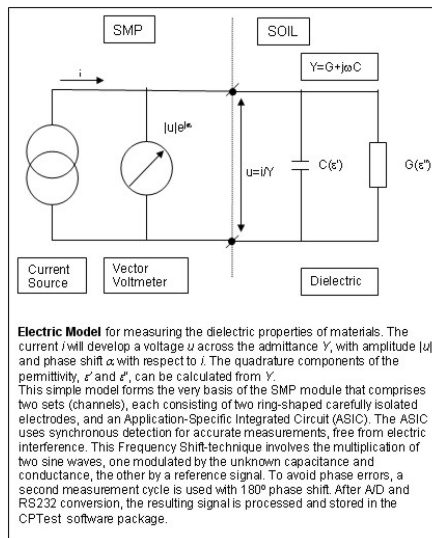 SMP
SOIL
i
Y=G+jωC
|u|e^jα
u=i/Y
C(ε')
G(ε")
Current Source
Vector Voltmeter
Dielectric
Electric Model for measuring the dielectric properties of materials. The
current i will develop a voltage u across the admittance Y, with amplitude |u|
and phase shift α with respect to i. The quadrature components of the
permittivity, ε' and ε", can be calculated from Y.
This simple model forms the very basis of the SMP module that comprises
two sets (channels), each consisting of two ring-shaped carefully isolated
electrodes, and an Application-Specific Integrated Circuit (ASIC). The ASIC
uses synchronous detection for accurate measurements, free from electric
interference. This Frequency Shift-technique involves the multiplication of
two sine waves, one modulated by the unknown capacitance and
conductance, the other by a reference signal. To avoid phase errors, a
second measurement cycle is used with 180º phase shift. After A/D and
RS232 conversion, the resulting signal is processed and stored in the
CPTest software package.